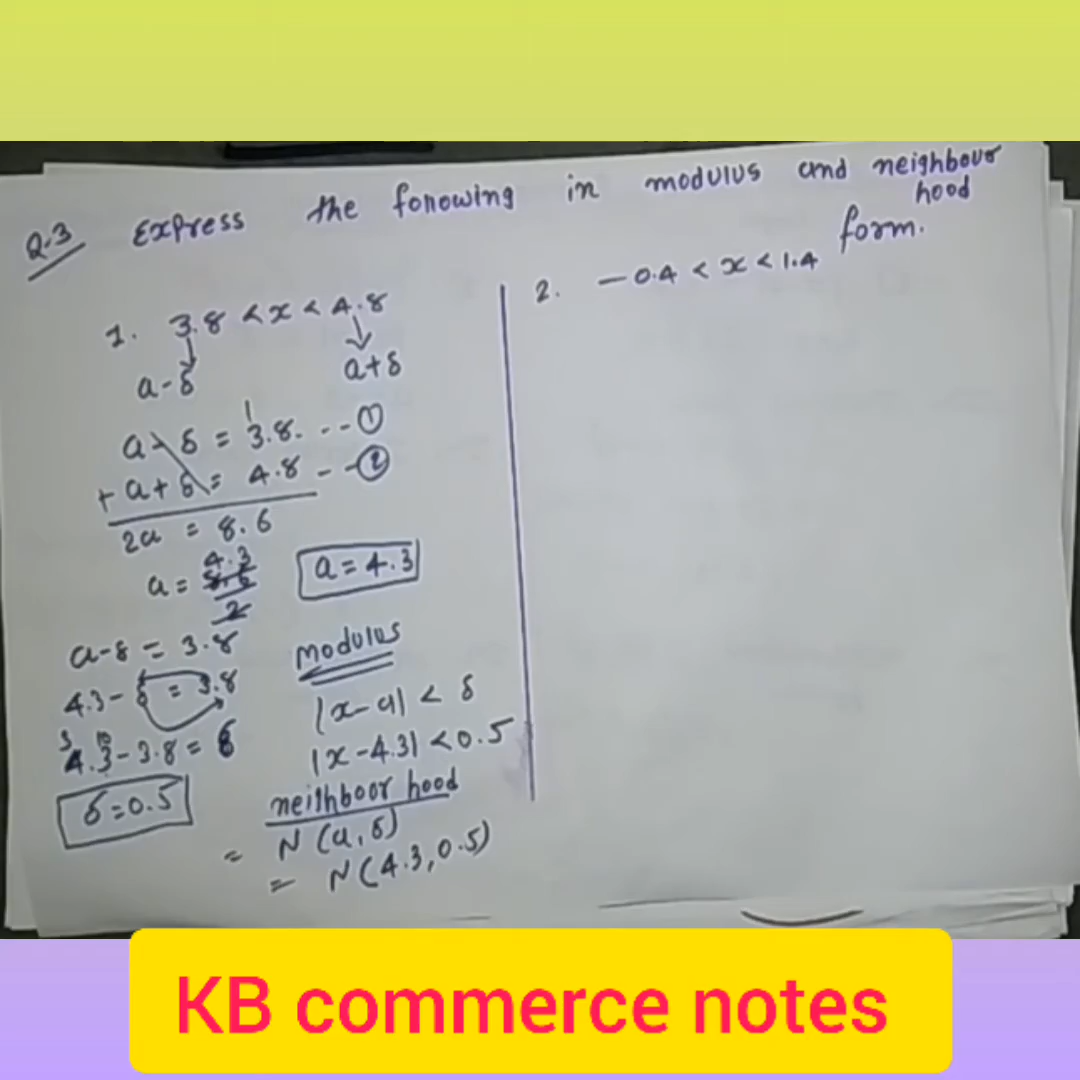 Q.3 Express the following in modulus and neighbour
hood
form.
1. 3.8 < x < 4.8
a-δ a+δ
a-δ = 3.8. --①
+ a+δ = 4.8 --②
2a = 8.6
a = 4.3
8.6
2
a = 4.3
a-δ = 3.8
4.3-δ = 3.8
3 10
4.3-3.8 = δ
δ=0.5
modulus
|x-a| < δ
|x-4.3| <0.5
neighboor hood
= N (a, δ)
= N (4.3, 0.5)
2. -0.4 < x < 1.4
KB commerce notes